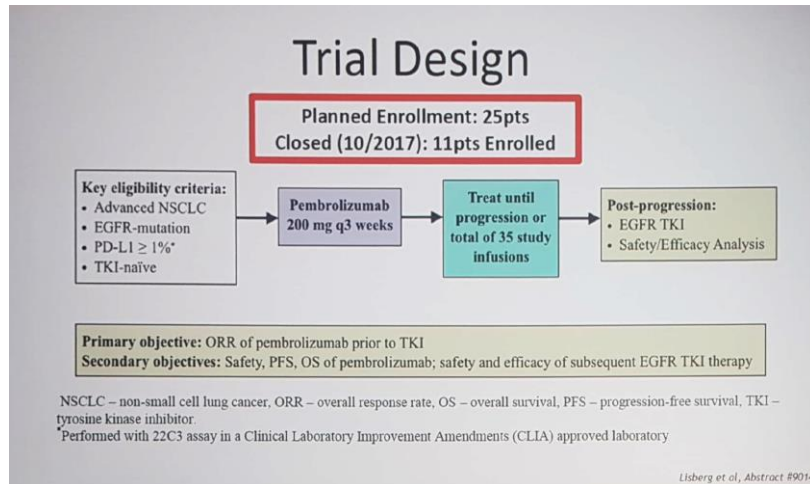 Trial Design
Planned Enrollment: 25pts
Closed (10/2017): 11pts Enrolled
Key eligibility criteria:
• Advanced NSCLC
• EGFR-mutation
• PD-L1 ≥ 1%*
• TKI-naïve
Pembrolizumab
200 mg q3 weeks
Treat until
progression or
total of 35 study
infusions
Post-progression:
• EGFR TKI
• Safety/Efficacy Analysis
Primary objective: ORR of pembrolizumab prior to TKI
Secondary objectives: Safety, PFS, OS of pembrolizumab; safety and efficacy of subsequent EGFR TKI therapy
NSCLC – non-small cell lung cancer, ORR – overall response rate, OS – overall survival, PFS – progression-free survival, TKI –
tyrosine kinase inhibitor.
*Performed with 22C3 assay in a Clinical Laboratory Improvement Amendments (CLIA) approved laboratory
Lisberg et al, Abstract #901